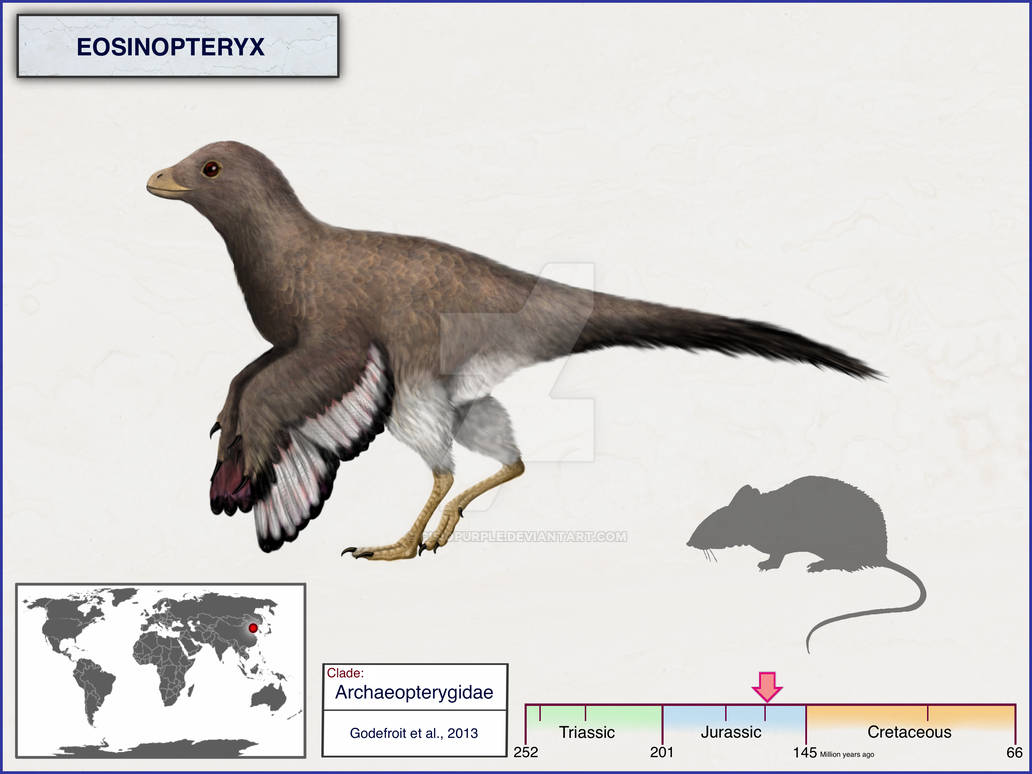 EOSINOPTERYX
Clade:
Archaeopterygidae
Godefroit et al., 2013
Triassic
Jurassic
Cretaceous
252
201
145 Million years ago
66